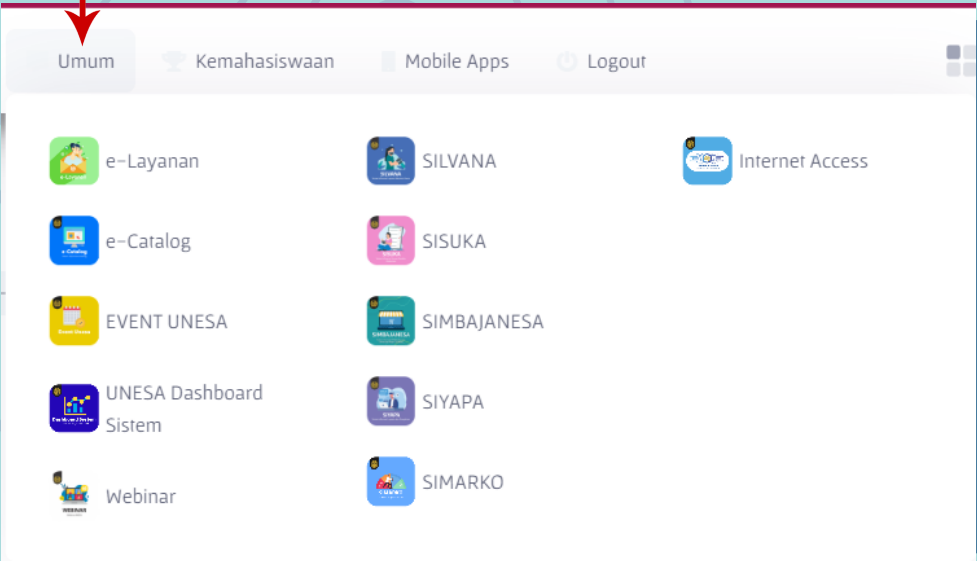 Umum
Kemahasiswaan
Mobile Apps
Logout
e-Layanan
SILVANA
Internet Access
e-Catalog
SISUKA
EVENT UNESA
SIMBAJANESA
UNESA Dashboard
Sistem
SIYAPA
Webinar
SIMARKO